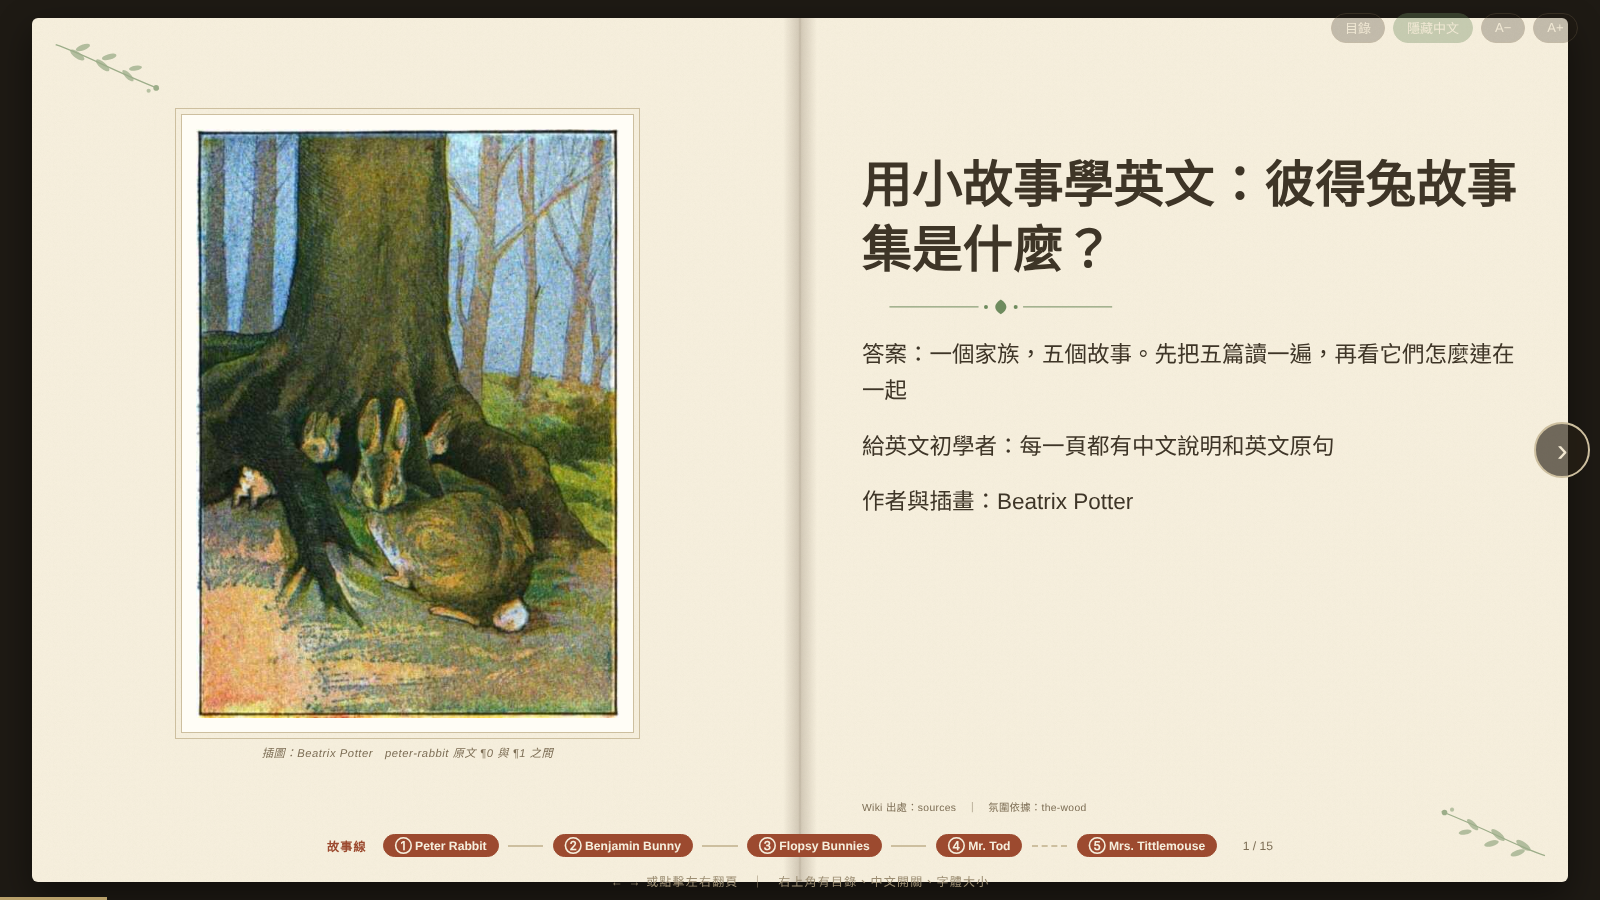 目錄 隱藏中文 A− A+
用小故事學英文：彼得兔故事
集是什麼？
答案：一個家族，五個故事。先把五篇讀一遍，再看它們怎麼連在
一起
給英文初學者：每一頁都有中文說明和英文原句
作者與插畫：Beatrix Potter
插圖：Beatrix Potter peter-rabbit 原文 ¶0 與 ¶1 之間
Wiki 出處：sources ｜ 氛圍依據：the-wood
故事線 ① Peter Rabbit ② Benjamin Bunny ③ Flopsy Bunnies ④ Mr. Tod ⑤ Mrs. Tittlemouse 1 / 15
← → 或點擊左右翻頁 ｜ 右上角有目錄、中文開關、字體大小